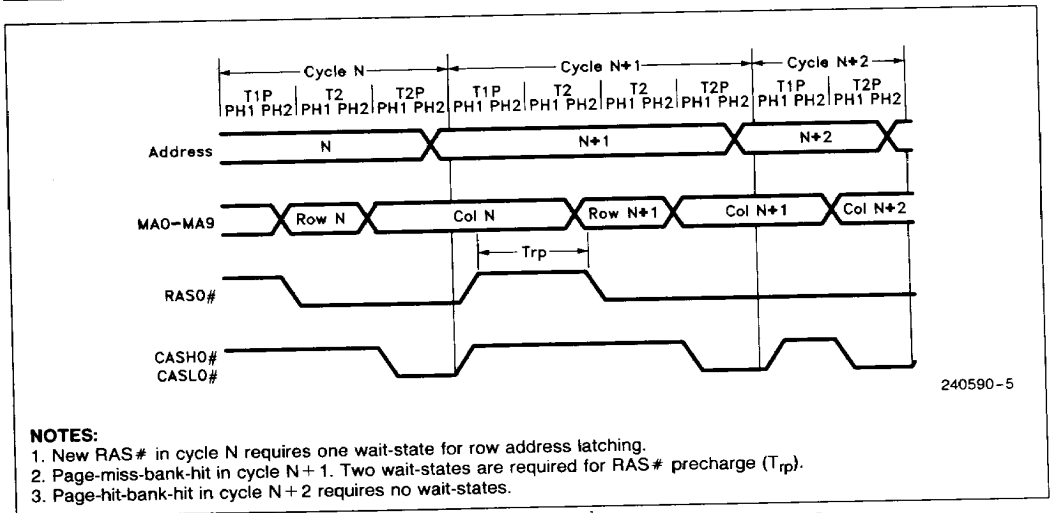 Cycle N Cycle N+1 Cycle N+2
T1P T2 T2P T1P T2 T2 T2P T1P T2P
PH1 PH2 PH1 PH2 PH1 PH2 PH1 PH2 PH1 PH2 PH1 PH2 PH1 PH2 PH1 PH2 PH1 PH2
Address N N+1 N+2
MA0-MA9 Row N Col N Row N+1 Col N+1 Col N+2
Trp
RAS0#
CASH0#
CASL0#
240590-5
NOTES:
1. New RAS# in cycle N requires one wait-state for row address latching.
2. Page-miss-bank-hit in cycle N+1. Two wait-states are required for RAS# precharge (Trp).
3. Page-hit-bank-hit in cycle N+2 requires no wait-states.